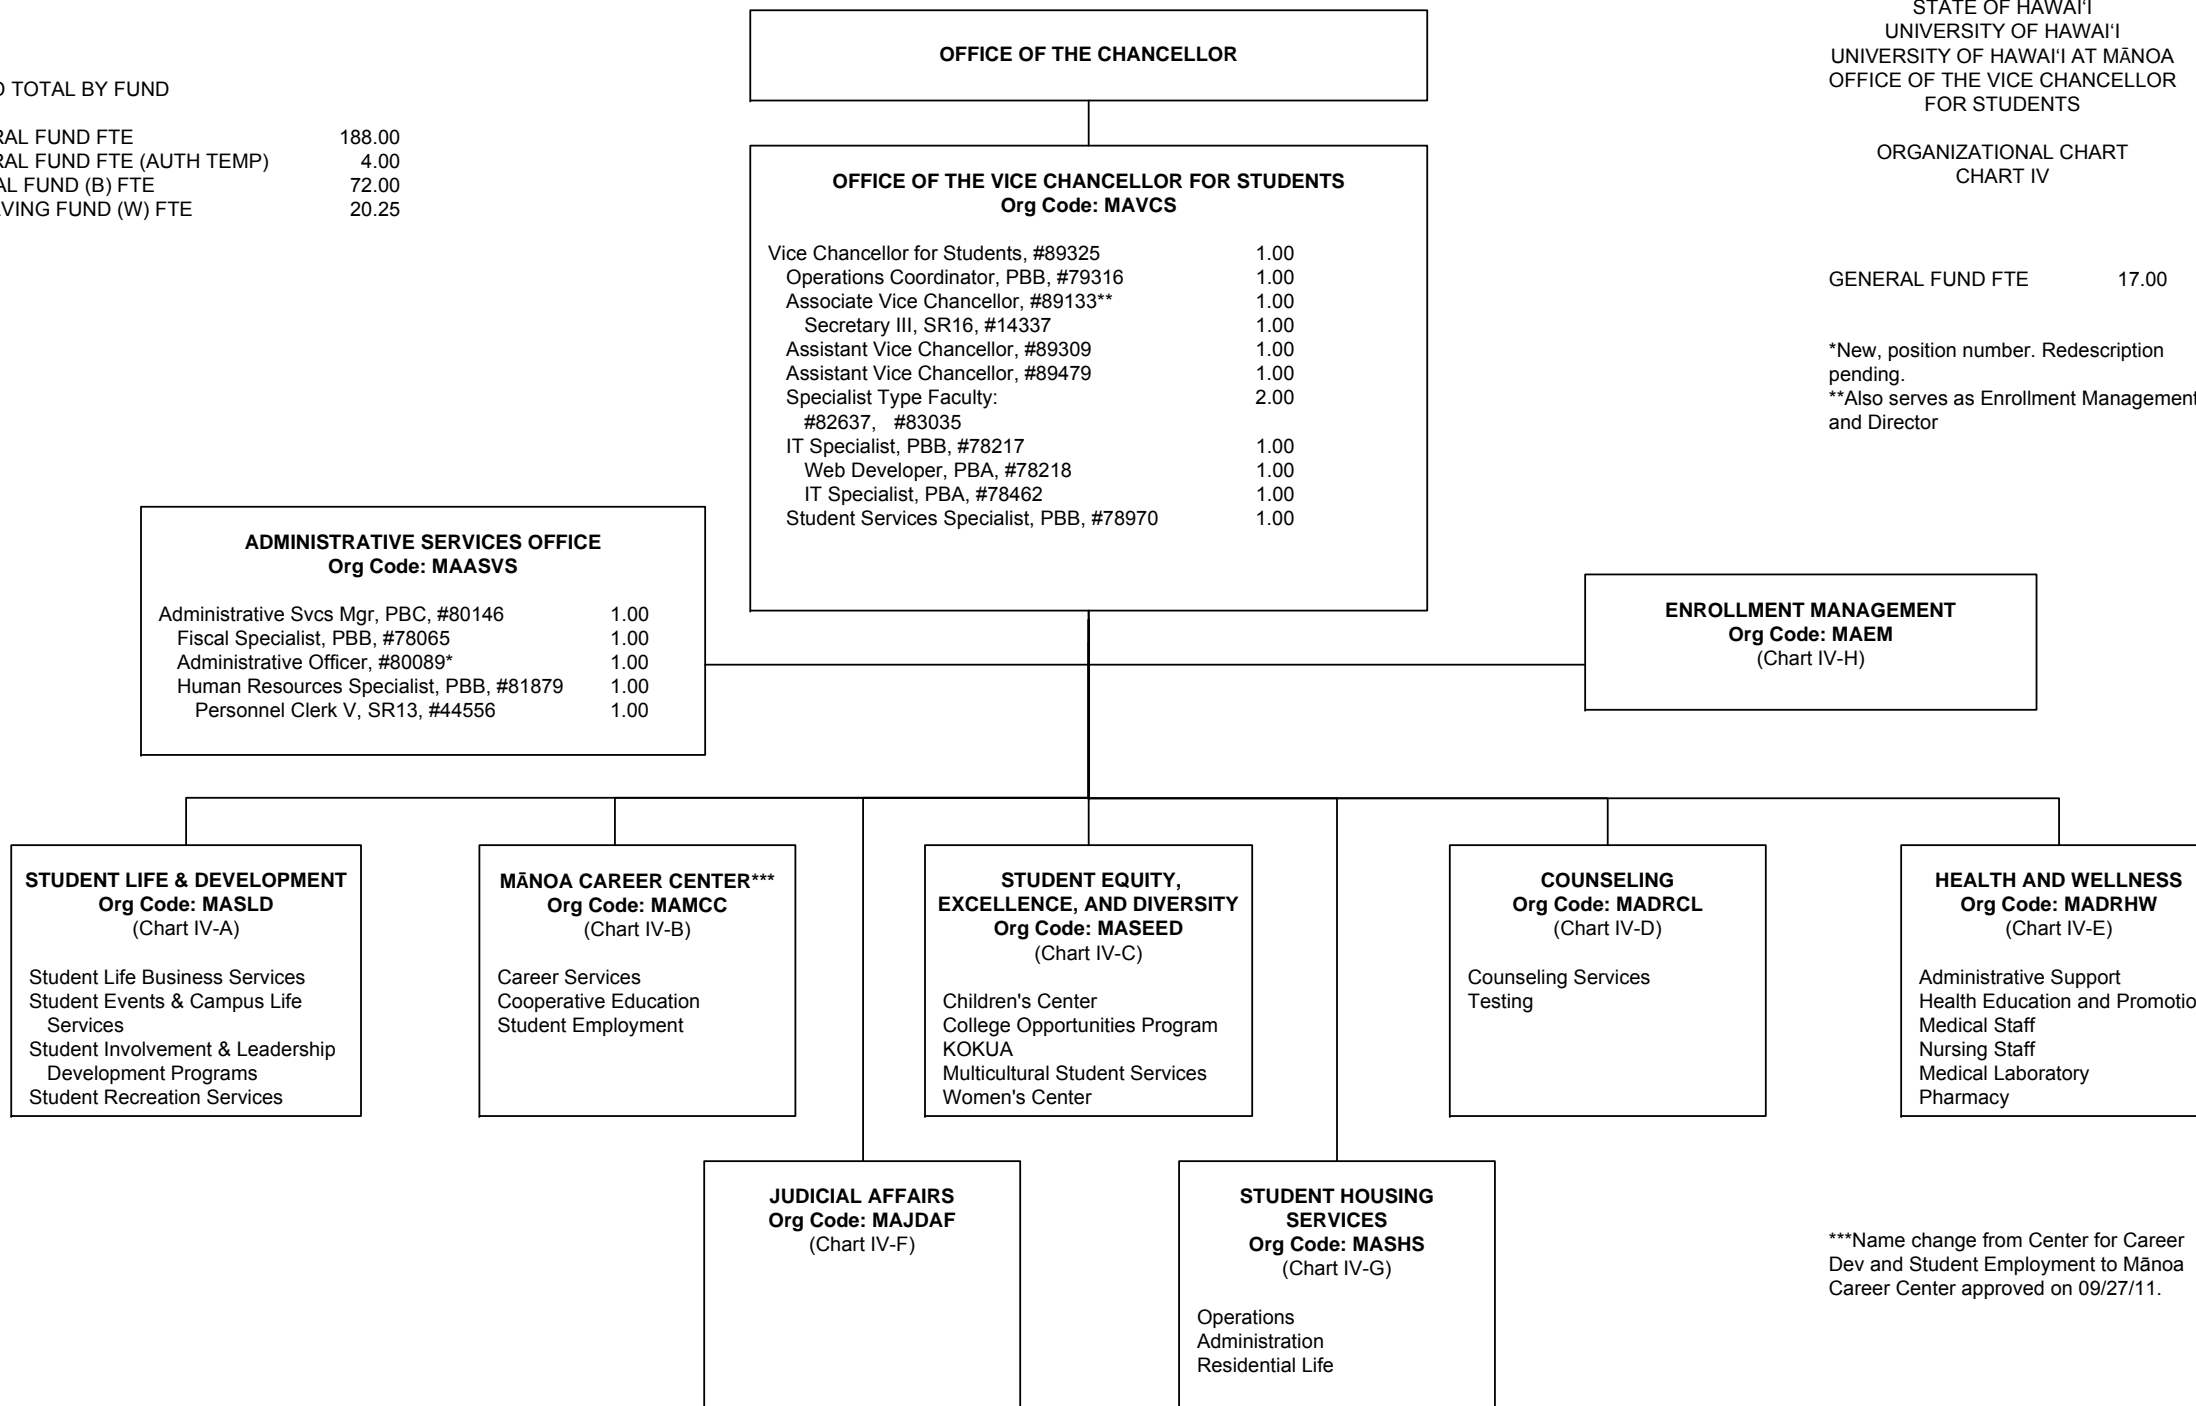 STATE OF HAWAI‘I
UNIVERSITY OF HAWAI‘I
UNIVERSITY OF HAWAI‘I AT MĀNOA
OFFICE OF THE VICE CHANCELLOR
FOR STUDENTS
ORGANIZATIONAL CHART
CHART IV
TOTAL BY FUND
FUND FTE 188.00
FUND FTE (AUTH TEMP) 4.00
FUND (B) FTE 72.00
FUND (W) FTE 20.25
OFFICE OF THE CHANCELLOR
OFFICE OF THE VICE CHANCELLOR FOR STUDENTS
Org Code: MAVCS
Vice Chancellor for Students, #89325 1.00
Operations Coordinator, PBB, #79316 1.00
Associate Vice Chancellor, #89133** 1.00
Secretary III, SR16, #14337 1.00
Assistant Vice Chancellor, #89309 1.00
Assistant Vice Chancellor, #89479 1.00
Specialist Type Faculty: 2.00
#82637, #83035
IT Specialist, PBB, #78217 1.00
Web Developer, PBA, #78218 1.00
IT Specialist, PBA, #78462 1.00
Student Services Specialist, PBB, #78970 1.00
GENERAL FUND FTE 17.00
*New, position number. Redescription
pending.
**Also serves as Enrollment Management
and Director
ADMINISTRATIVE SERVICES OFFICE
Org Code: MAASVS
Administrative Svcs Mgr, PBC, #80146 1.00
Fiscal Specialist, PBB, #78065 1.00
Administrative Officer, #80089* 1.00
Human Resources Specialist, PBB, #81879 1.00
Personnel Clerk V, SR13, #44556 1.00
ENROLLMENT MANAGEMENT
Org Code: MAEM
(Chart IV-H)
STUDENT LIFE & DEVELOPMENT
Org Code: MASLD
(Chart IV-A)
Student Life Business Services
Student Events & Campus Life
Services
Student Involvement & Leadership
Development Programs
Student Recreation Services
MĀNOA CAREER CENTER***
Org Code: MAMCC
(Chart IV-B)
Career Services
Cooperative Education
Student Employment
STUDENT EQUITY,
EXCELLENCE, AND DIVERSITY
Org Code: MASEED
(Chart IV-C)
Children's Center
College Opportunities Program
KOKUA
Multicultural Student Services
Women's Center
COUNSELING
Org Code: MADRCL
(Chart IV-D)
Counseling Services
Testing
HEALTH AND WELLNESS
Org Code: MADRHW
(Chart IV-E)
Administrative Support
Health Education and Promotio
Medical Staff
Nursing Staff
Medical Laboratory
Pharmacy
JUDICIAL AFFAIRS
Org Code: MAJDAF
(Chart IV-F)
STUDENT HOUSING
SERVICES
Org Code: MASHS
(Chart IV-G)
Operations
Administration
Residential Life
***Name change from Center for Career
Dev and Student Employment to Mānoa
Career Center approved on 09/27/11.